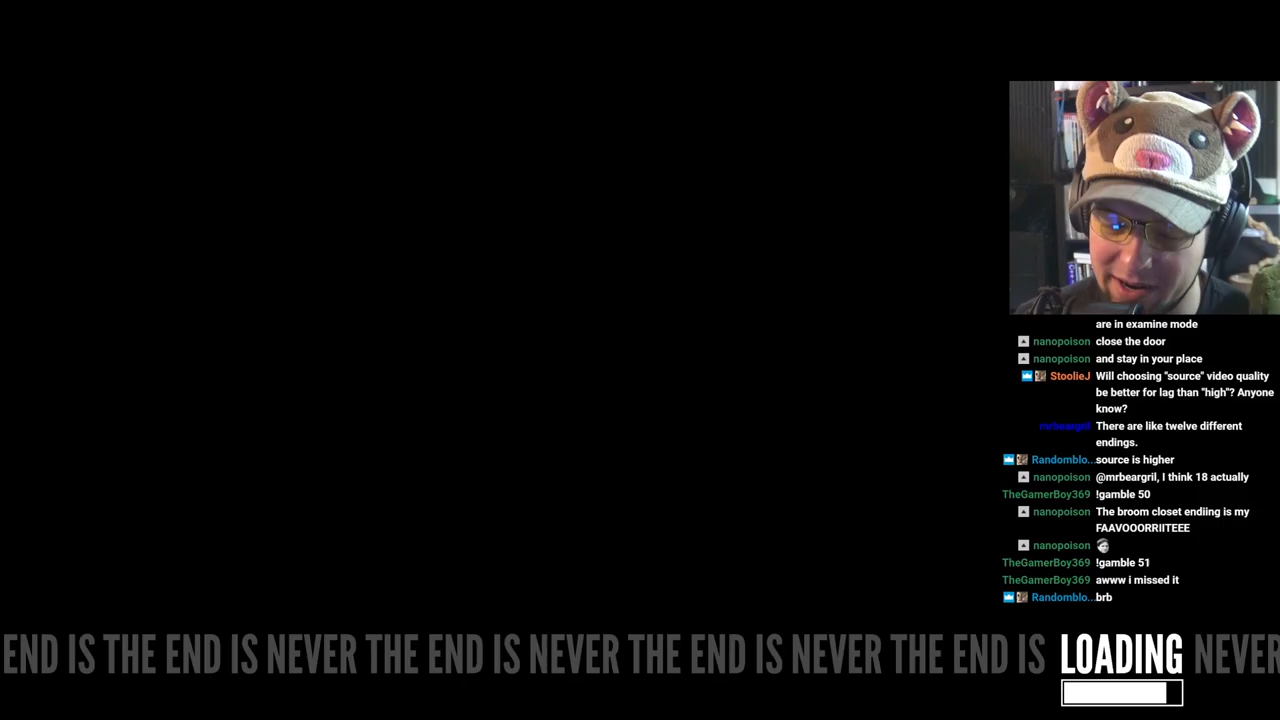 are in examine mode
nanopoison close the door
nanopoison and stay in your place
StoolieJ Will choosing "source" video quality
be better for lag than "high"? Anyone
know?
mrbeargril There are like twelve different
endings.
Randomblo... source is higher
nanopoison @mrbeargril, I think 18 actually
TheGamerBoy369 !gamble 50
nanopoison The broom closet endiing is my
FAAVOOORRIITEEE
nanopoison
TheGamerBoy369 !gamble 51
TheGamerBoy369 awww i missed it
Randomblo... brb
END IS THE END IS NEVER THE END IS NEVER THE END IS NEVER THE END IS LOADING NEVER